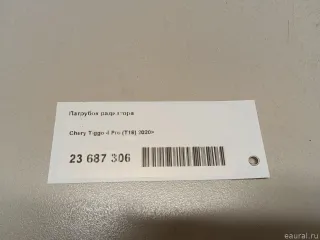 Патрубок радиатора
Chery Tiggo 4 Pro (T19) 2020>
23 687 306
eaural.ru